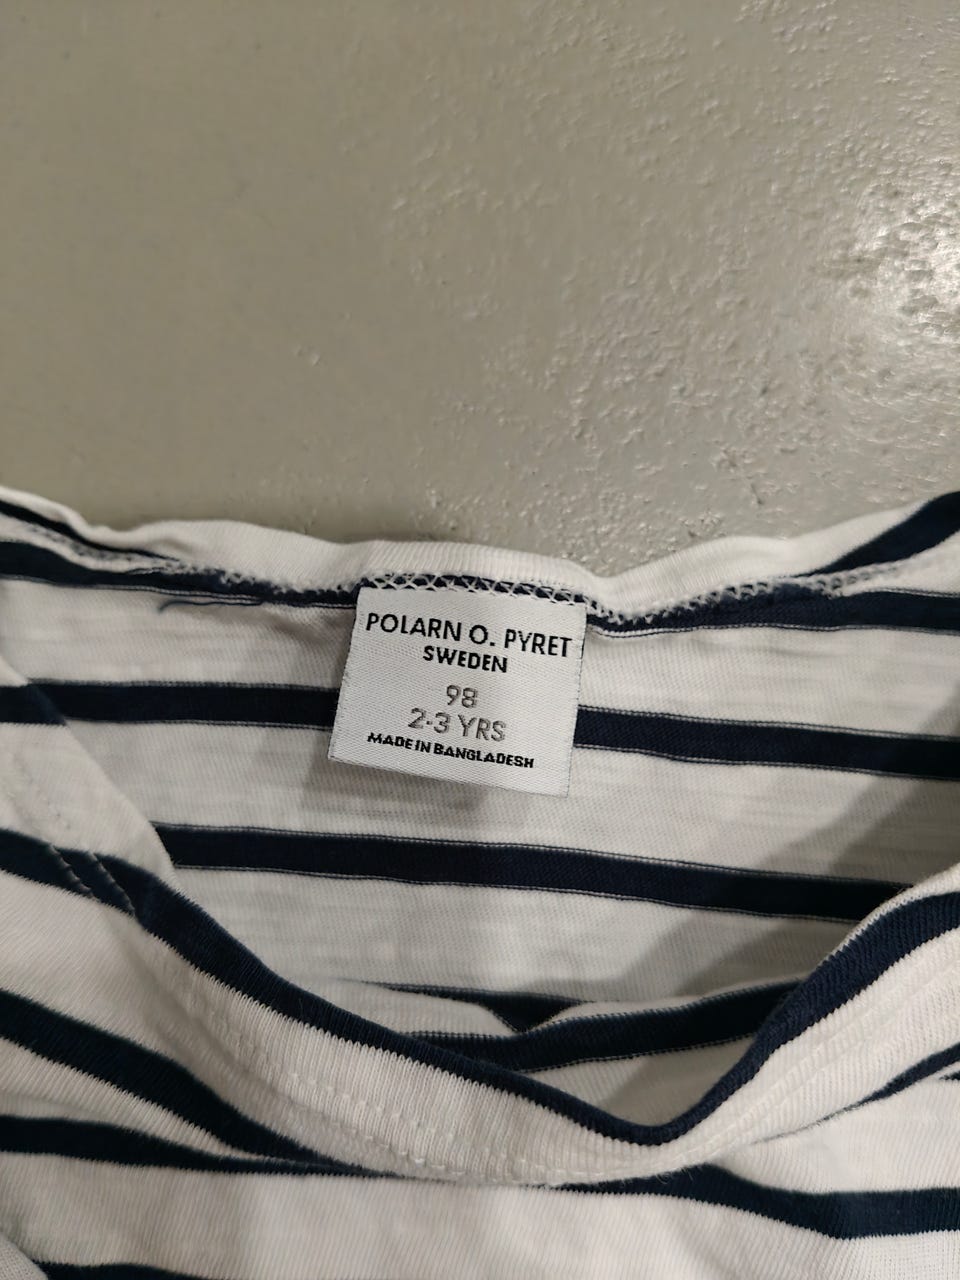 POLARN O. PYRET
SWEDEN
98
2-3 YRS
MADE IN BANGLADESH